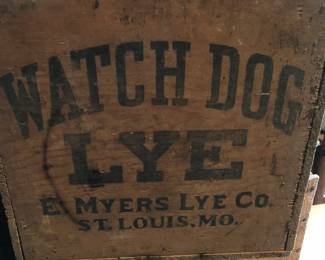 WATCH DOG
LYE
E. MYERS LYE CO.
ST. LOUIS, MO.